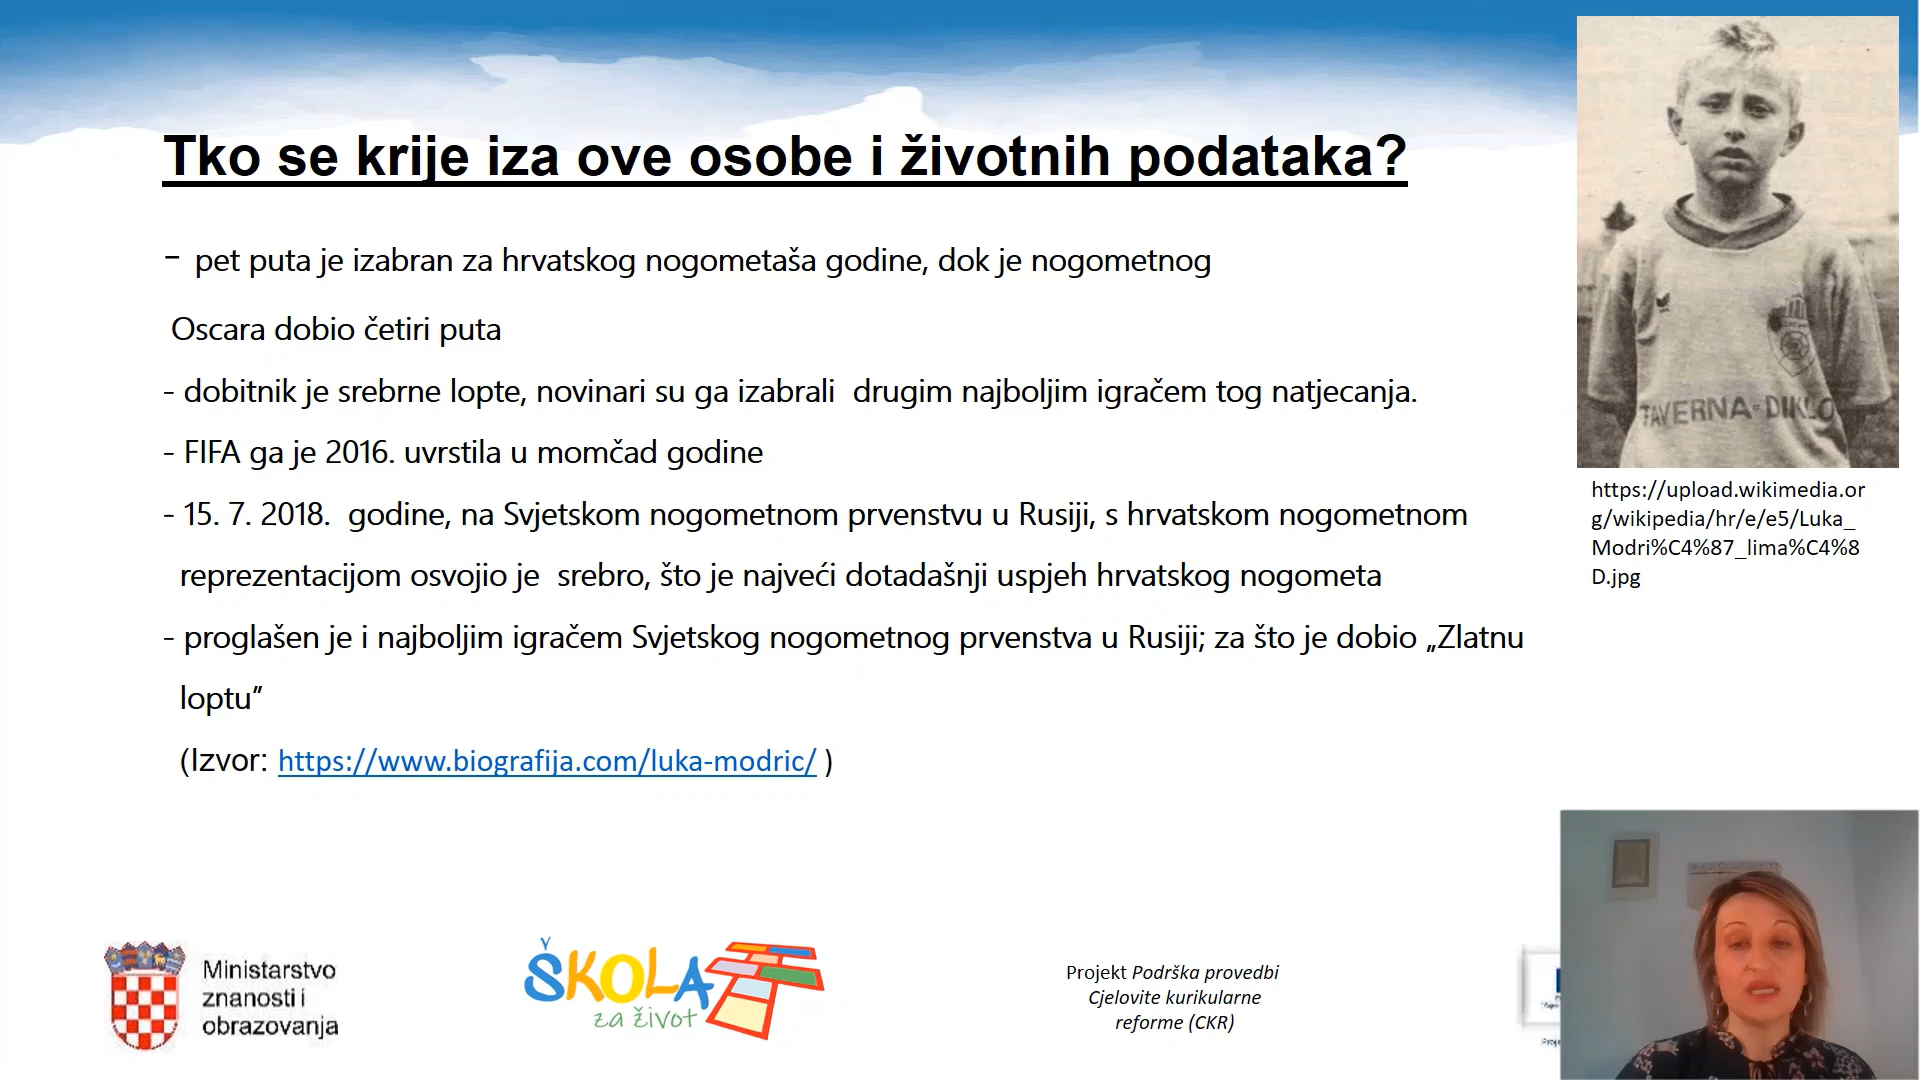 Tko se krije iza ove osobe i životnih podataka?
- pet puta je izabran za hrvatskog nogometaša godine, dok je nogometnog
Oscara dobio četiri puta
- dobitnik je srebrne lopte, novinari su ga izabrali drugim najboljim igračem tog natjecanja.
- FIFA ga je 2016. uvrstila u momčad godine
- 15. 7. 2018. godine, na Svjetskom nogometnom prvenstvu u Rusiji, s hrvatskom nogometnom
reprezentacijom osvojio je srebro, što je najveći dotadašnji uspjeh hrvatskog nogometa
- proglašen je i najboljim igračem Svjetskog nogometnog prvenstva u Rusiji; za što je dobio „Zlatnu
loptu”
(Izvor: https://www.biografija.com/luka-modric/ )
TAVERNA-DIKLO
https://upload.wikimedia.or
g/wikipedia/hr/e/e5/Luka_
Modri%C4%87_lima%C4%8
D.jpg
Ministarstvo
znanosti i
obrazovanja
ŠKOLA
za život
Projekt Podrška provedbi
Cjelovite kurikularne
reforme (CKR)